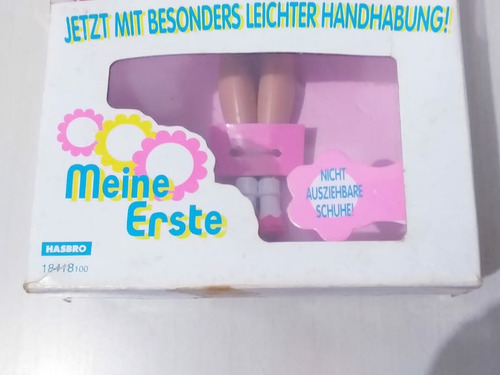 JETZT MIT BESONDERS LEICHTER HANDHABUNG!
Meine
Erste
NICHT
AUSZIEHBARE
SCHUHE!
HASBRO
18418100